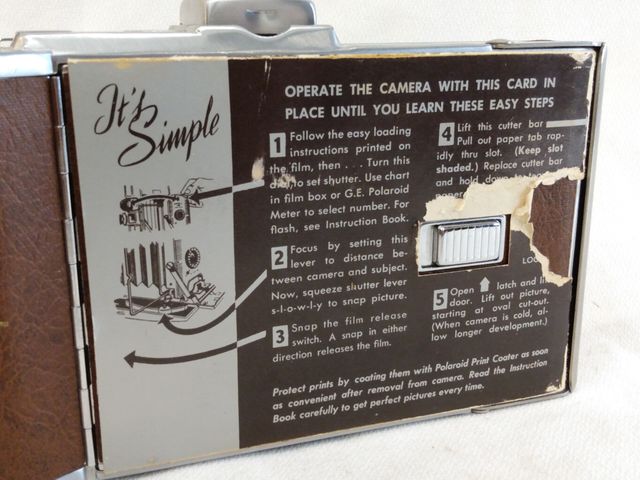 It's
Simple
OPERATE THE CAMERA WITH THIS CARD IN
PLACE UNTIL YOU LEARN THESE EASY STEPS
1 Follow the easy loading
instructions printed on
the film, then . . . Turn this
dial to set shutter. Use chart
in film box or G.E. Polaroid
Meter to select number. For
flash, see Instruction Book.
2 Focus by setting this
lever to distance be-
tween camera and subject.
Now, squeeze shutter lever
s-l-o-w-l-y to snap picture.
3 Snap the film release
switch. A snap in either
direction releases the film.
4 Lift this cutter bar
Pull out paper tab rap-
idly thru slot. (Keep slot
shaded.) Replace cutter bar
and hold down
LO
5 Open latch and li
door. Lift out picture,
starting at oval cut-out.
(When camera is cold, al-
low longer development.)
Protect prints by coating them with Polaroid Print Coater as soon
as convenient after removal from camera. Read the Instruction
Book carefully to get perfect pictures every time.